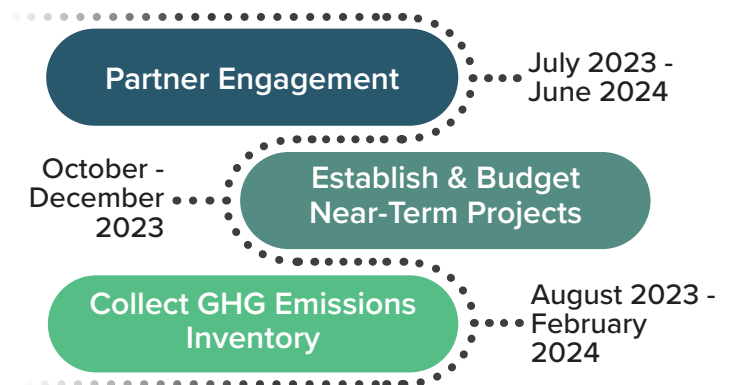 Partner Engagement
July 2023 -
June 2024
October -
December
2023
Establish & Budget
Near-Term Projects
Collect GHG Emissions
Inventory
August 2023 -
February
2024